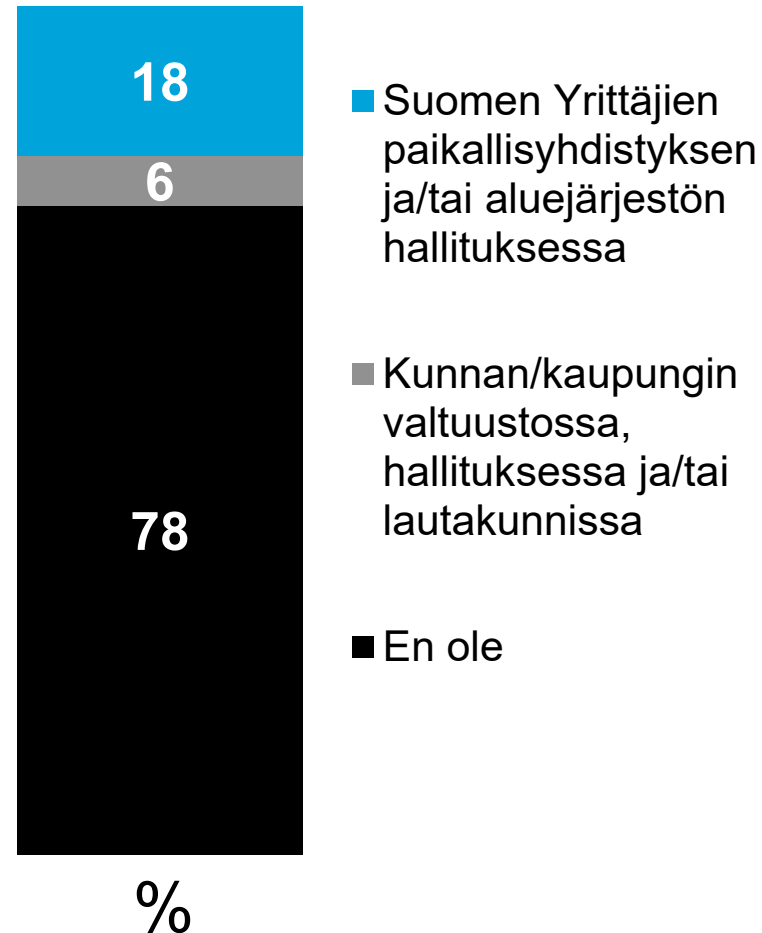 18
6
78
%
Suomen Yrittäjien
paikallisyhdistyksen
ja/tai aluejärjestön
hallituksessa
Kunnan/kaupungin
valtuustossa,
hallituksessa ja/tai
lautakunnissa
En ole